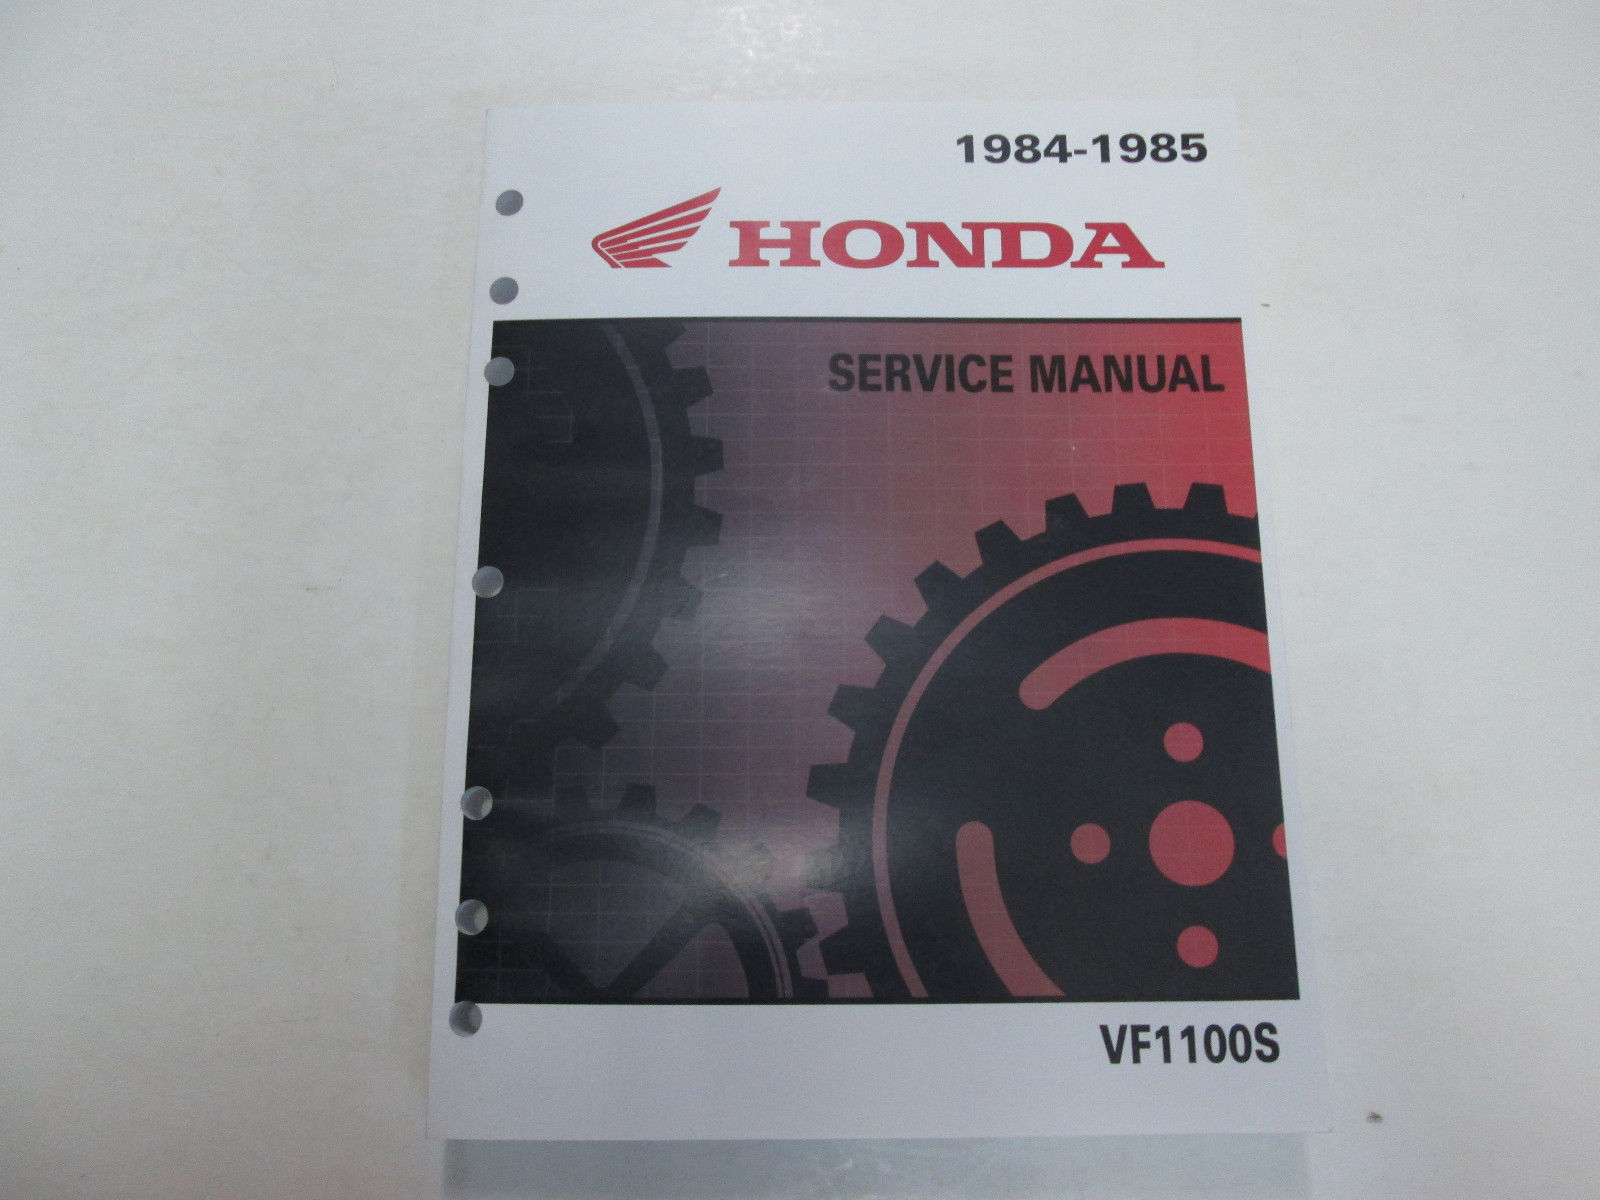 1984-1985
HONDA
SERVICE MANUAL
VF1100S